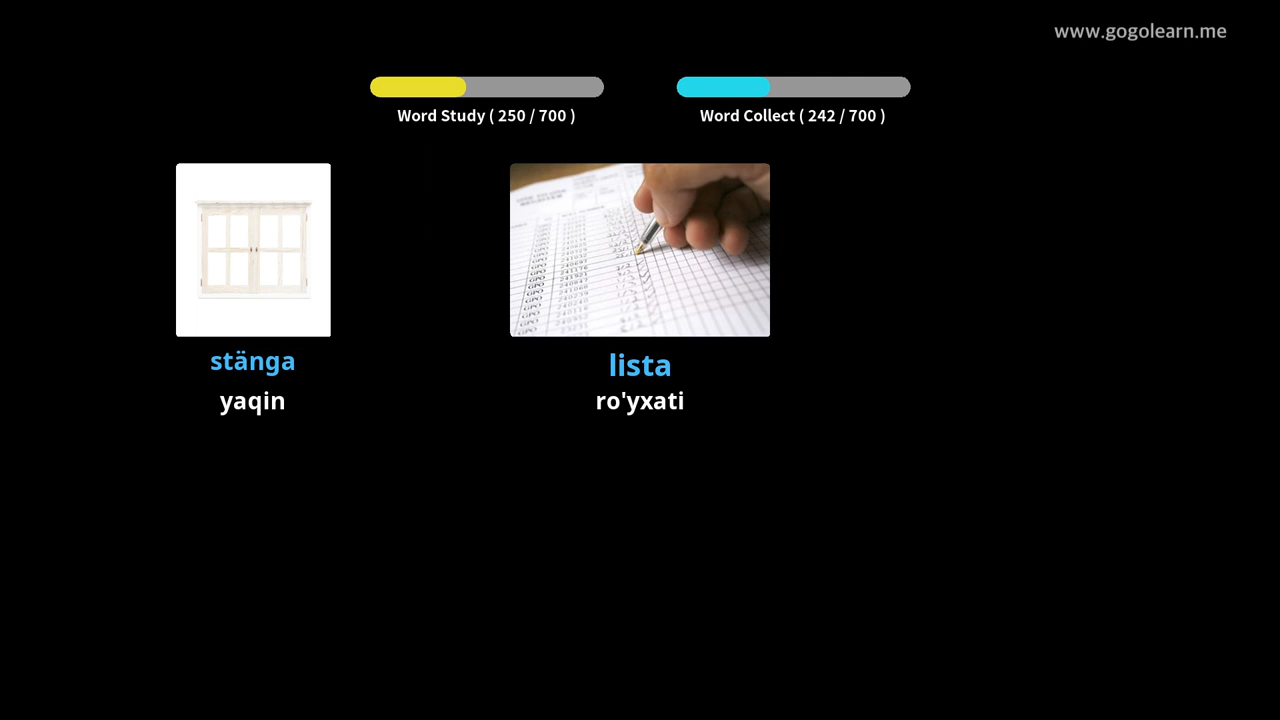 www.gogolearn.me
Word Study ( 250 / 700 )
Word Collect ( 242 / 700 )
stänga
yaqin
lista
ro'yxati